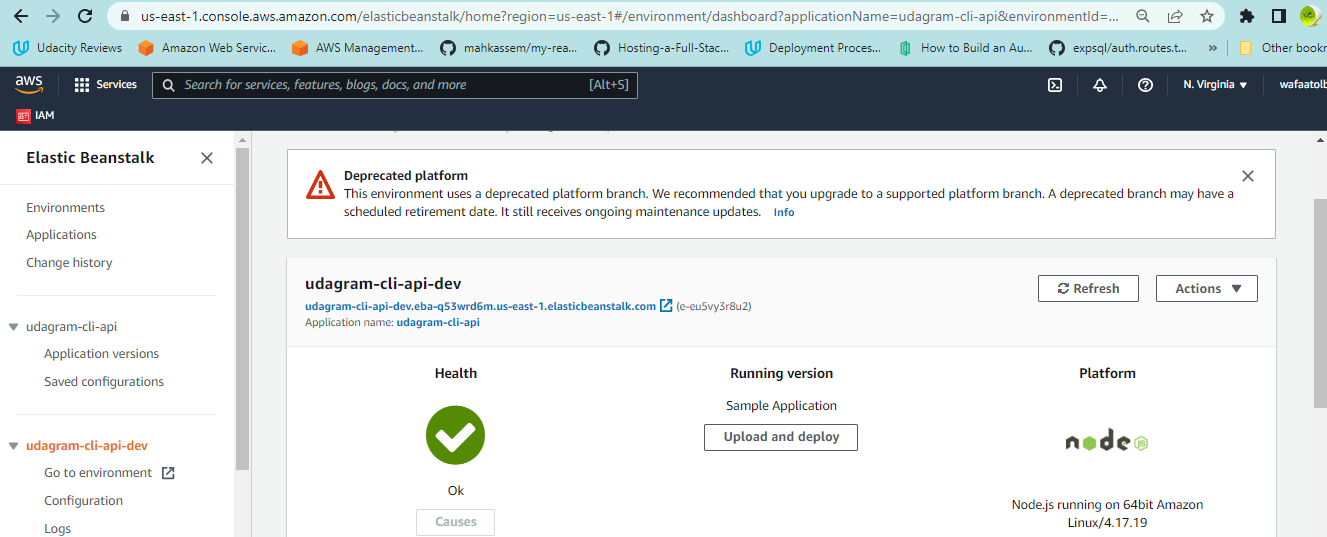 us-east-1.console.aws.amazon.com/elasticbeanstalk/home?region=us-east-1#/environment/dashboard?applicationName=udagram-cli-api&environmentId=...
Udacity Reviews Amazon Web Servic... AWS Management... mahkassem/my-rea... Hosting-a-Full-Stac... Deployment Proces... How to Build an Au... expsql/auth.routes.t... » Other bookr
aws Services Search for services, features, blogs, docs, and more [Alt+S] N. Virginia ▼ wafaatolb
IAM
Elastic Beanstalk
Environments
Applications
Change history
udagram-cli-api
Application versions
Saved configurations
udagram-cli-api-dev
Go to environment
Configuration
Logs
Deprecated platform
This environment uses a deprecated platform branch. We recommended that you upgrade to a supported platform branch. A deprecated branch may have a
scheduled retirement date. It still receives ongoing maintenance updates. Info
udagram-cli-api-dev
udagram-cli-api-dev.eba-q53wrd6m.us-east-1.elasticbeanstalk.com (e-eu5vy3r8u2)
Application name: udagram-cli-api
Refresh
Actions ▼
Health
Ok
Causes
Running version
Sample Application
Upload and deploy
Platform
node JS
Node.js running on 64bit Amazon
Linux/4.17.19